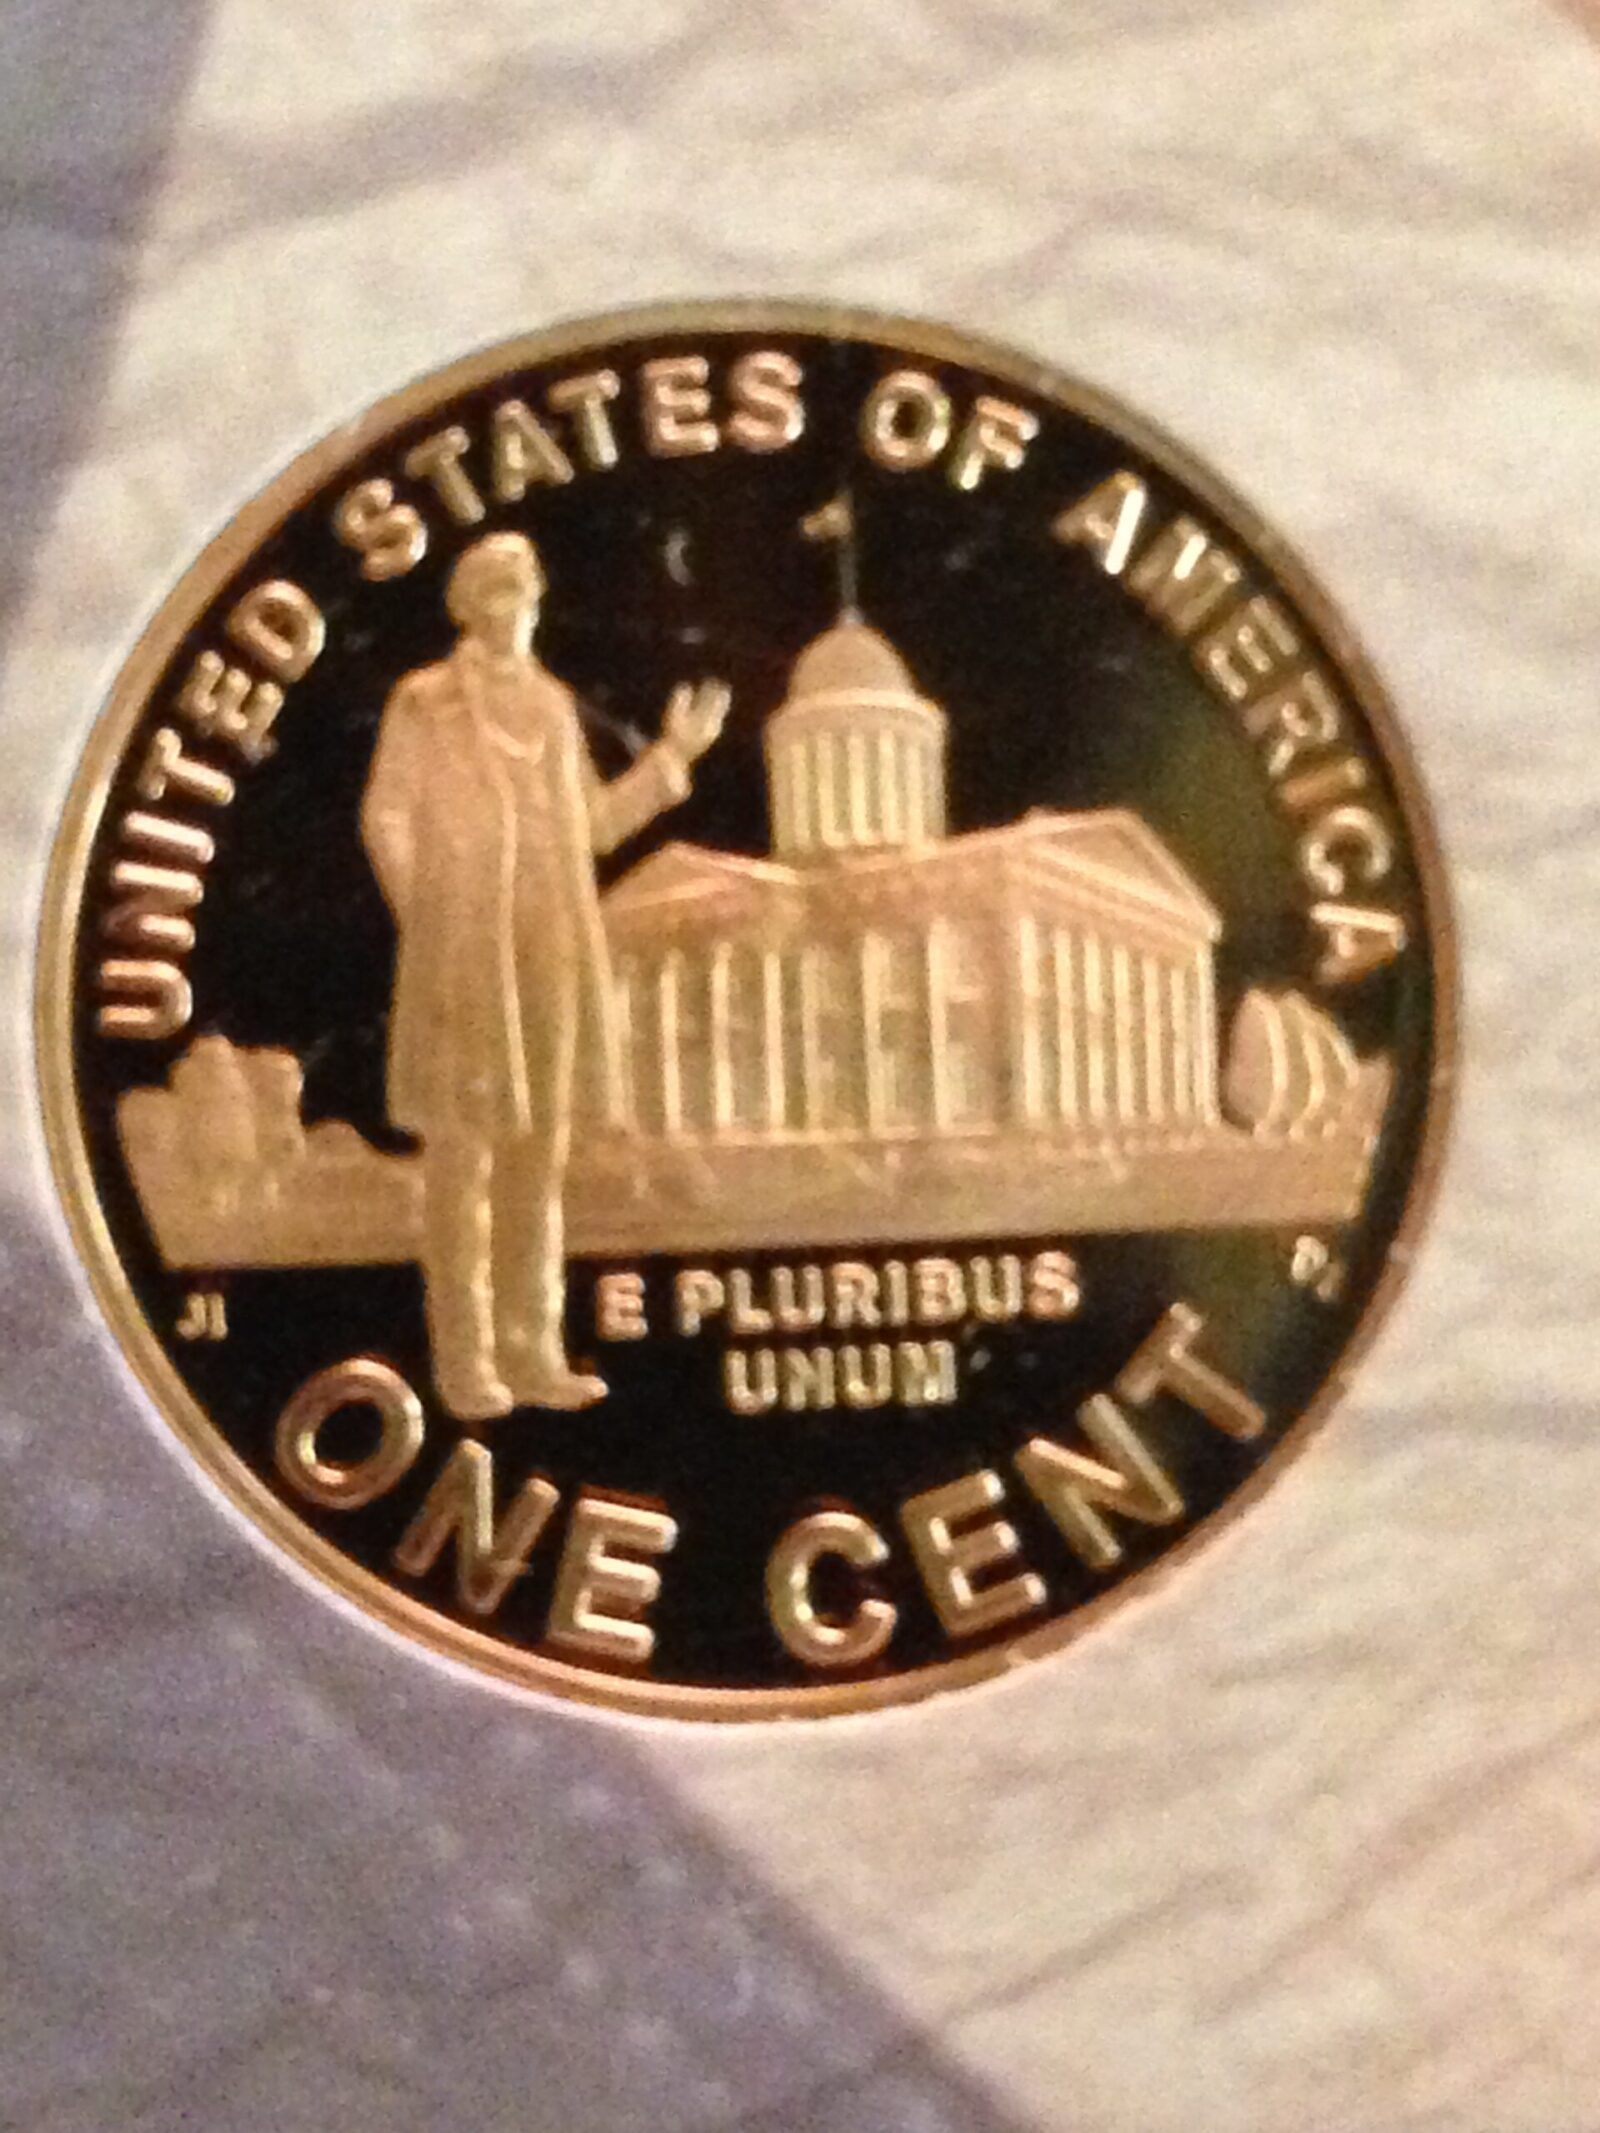 UNITED STATES OF AMERICA
E PLURIBUS
UNUM
JI
ONE CENT